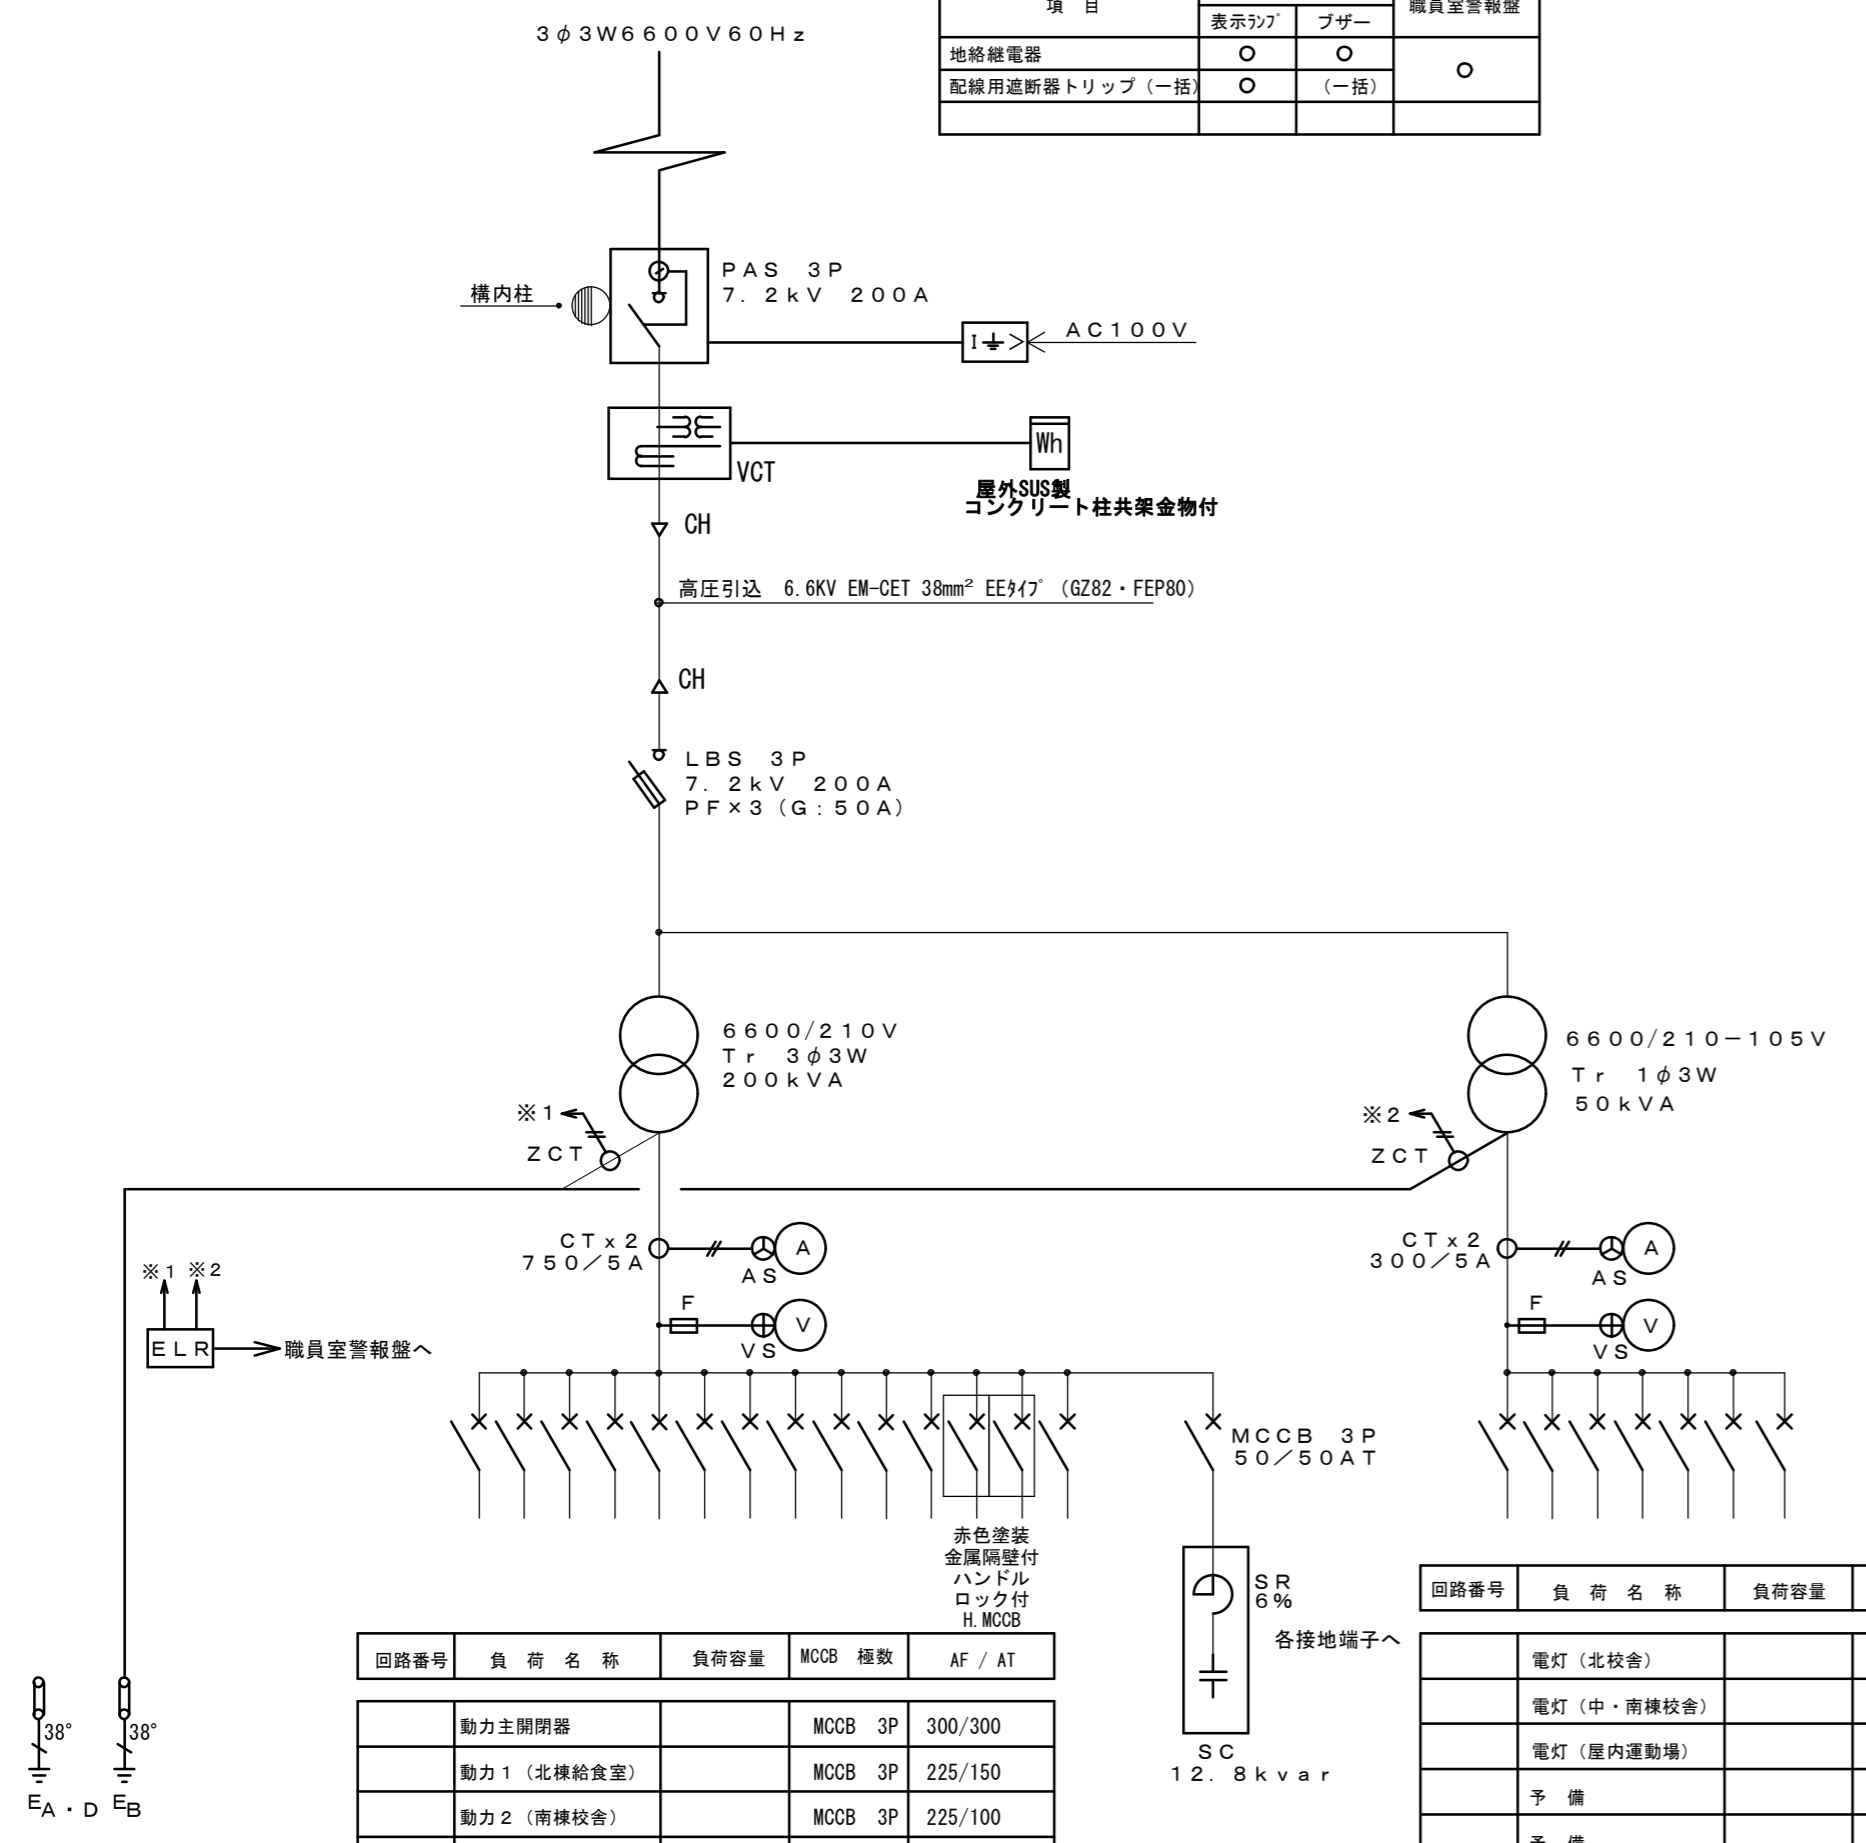 項 目
職員室警報盤
表示ﾗﾝﾌﾟ
ブザー
地絡継電器
○
○
○
配線用遮断器トリップ（一括）
○
（一括）
3φ3W6600V60Hz
構内柱
PAS 3P
7.2kV 200A
I⏚>
AC100V
VCT
Wh
屋外SUS製
コンクリート柱共架金物付
CH
高圧引込 6.6KV EM-CET 38mm² EEﾀｲﾌﾟ（GZ82・FEP80）
CH
LBS 3P
7.2kV 200A
PF×3（G:50A）
6600/210V
Tr 3φ3W
200kVA
6600/210-105V
Tr 1φ3W
50kVA
※1
ZCT
※2
ZCT
CTx2
750/5A
A
AS
CTx2
300/5A
A
AS
※1 ※2
ELR
職員室警報盤へ
F
V
VS
F
V
VS
MCCB 3P
50/50AT
赤色塗装
金属隔壁付
ハンドル
ロック付
H.MCCB
SR
6%
各接地端子へ
SC
12.8kvar
38°
38°
EA・D
EB
回路番号 負荷名称 負荷容量 MCCB 極数 AF / AT
動力主開閉器 MCCB 3P 300/300
動力1（北棟給食室） MCCB 3P 225/150
動力2（南棟校舎） MCCB 3P 225/100
回路番号 負荷名称 負荷容量
電灯（北校舎）
電灯（中・南棟校舎）
電灯（屋内運動場）
予 備
予 備